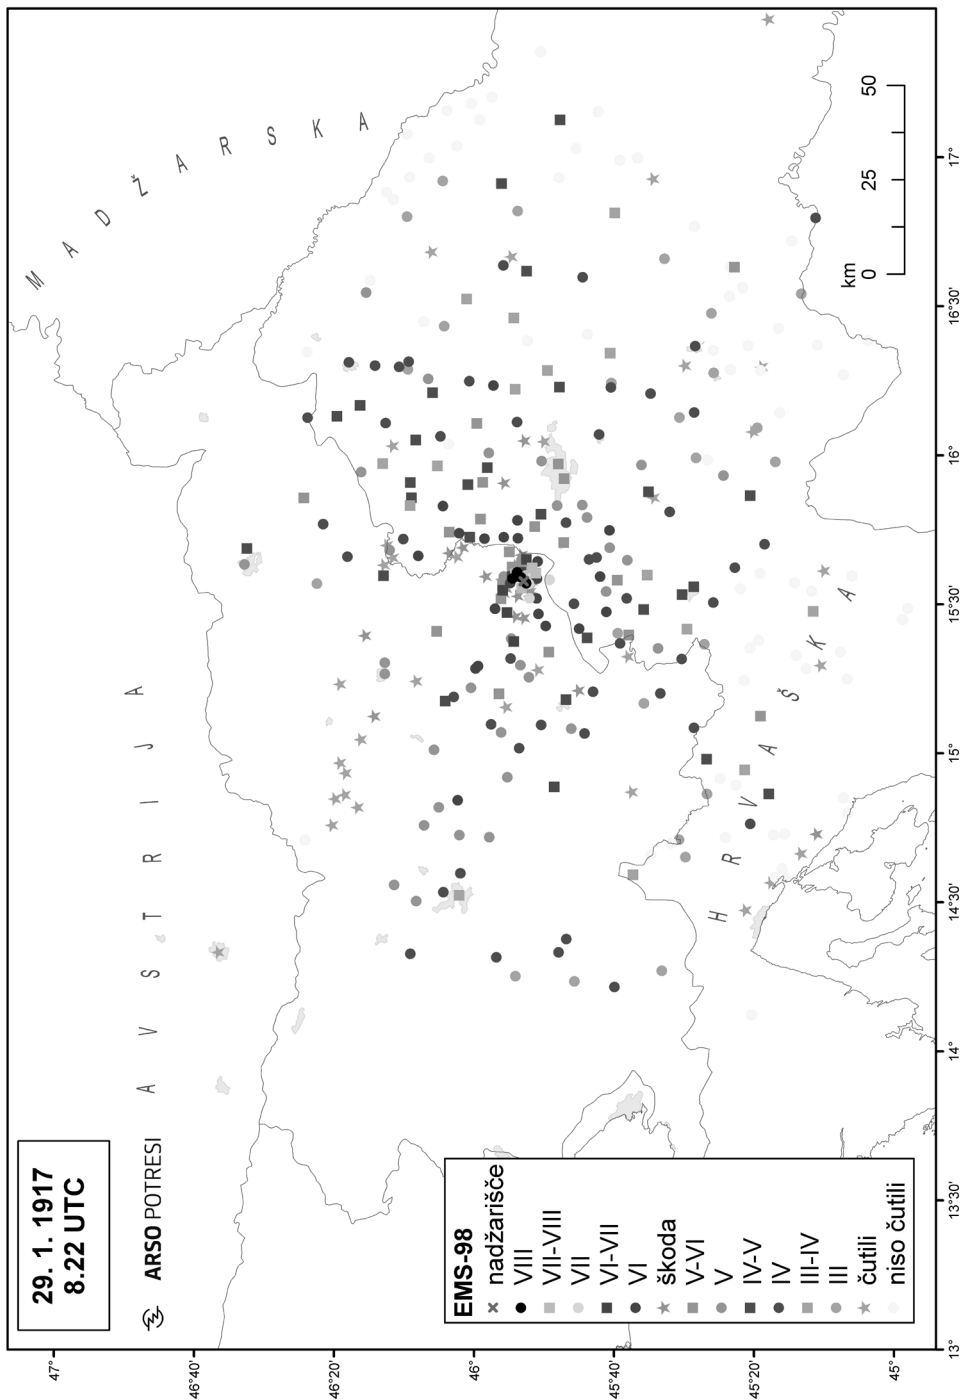 29. 1. 1917
8.22 UTC
ARSO POTRESI
AVSTRIJA
MADŽARSKA
HRVAŠKA
EMS-98
nadžarišče
VIII
VII-VIII
VII
VI-VII
VI
škoda
V-VI
V
IV-V
IV
III-IV
III
čutili
niso čutili
km
0 25 50
47°
46°40'
46°20'
46°
45°40'
45°20'
45°
13° 13°30' 14° 14°30' 15° 16°30' 16° 16°30' 17°